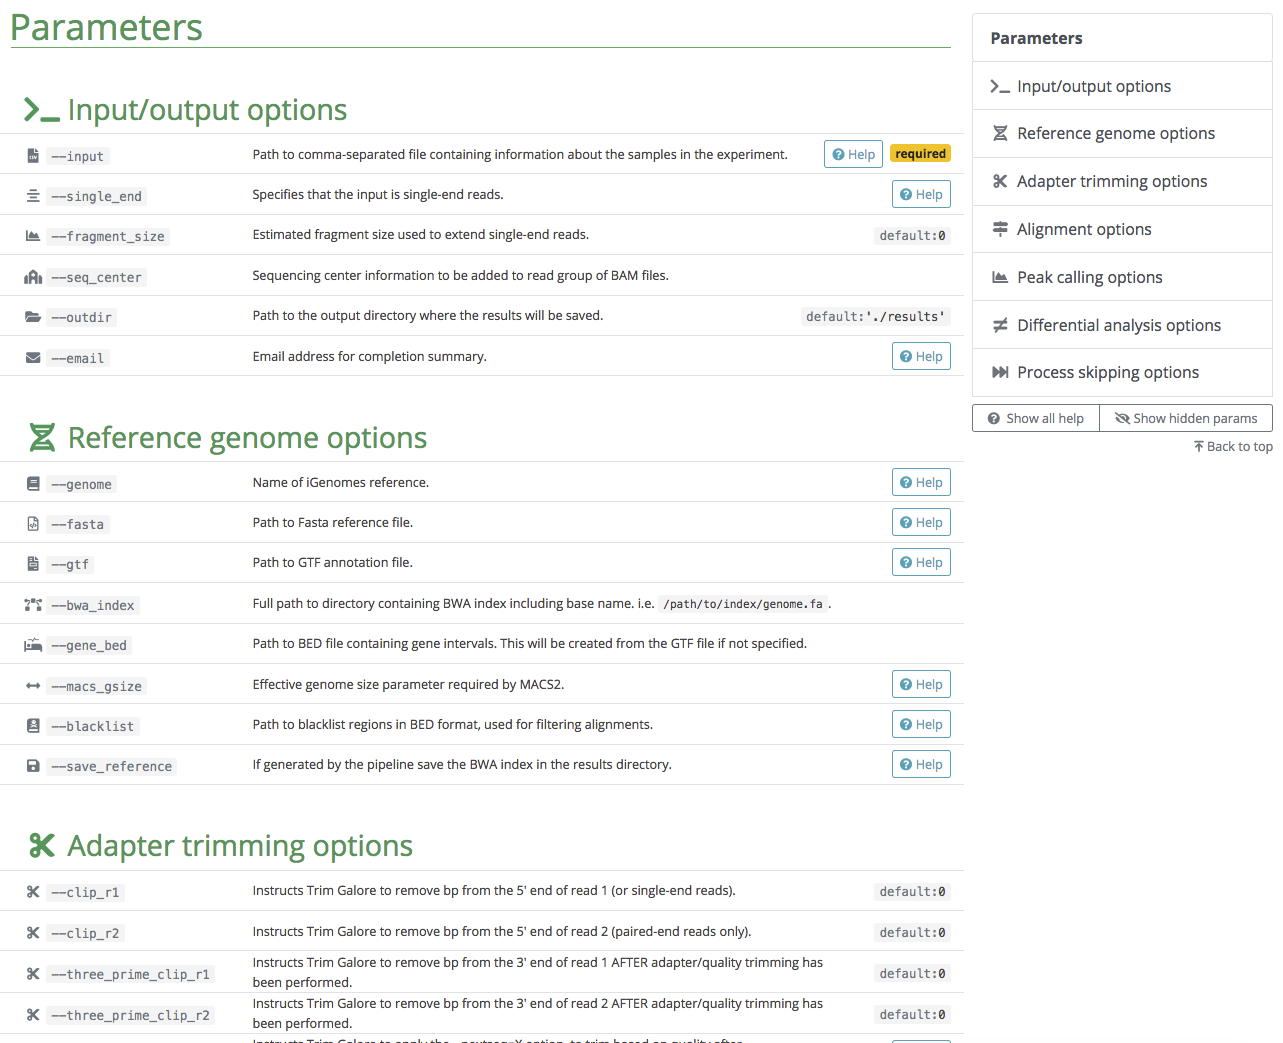 Parameters
Input/output options
--input Path to comma-separated file containing information about the samples in the experiment. Help required
--single_end Specifies that the input is single-end reads. Help
--fragment_size Estimated fragment size used to extend single-end reads. default:0
--seq_center Sequencing center information to be added to read group of BAM files.
--outdir Path to the output directory where the results will be saved. default:'./results'
--email Email address for completion summary. Help
Reference genome options
--genome Name of iGenomes reference. Help
--fasta Path to Fasta reference file. Help
--gtf Path to GTF annotation file. Help
--bwa_index Full path to directory containing BWA index including base name. i.e. /path/to/index/genome.fa .
--gene_bed Path to BED file containing gene intervals. This will be created from the GTF file if not specified.
--macs_gsize Effective genome size parameter required by MACS2. Help
--blacklist Path to blacklist regions in BED format, used for filtering alignments. Help
--save_reference If generated by the pipeline save the BWA index in the results directory. Help
Adapter trimming options
--clip_r1 Instructs Trim Galore to remove bp from the 5' end of read 1 (or single-end reads). default:0
--clip_r2 Instructs Trim Galore to remove bp from the 5' end of read 2 (paired-end reads only). default:0
--three_prime_clip_r1 Instructs Trim Galore to remove bp from the 3' end of read 1 AFTER adapter/quality trimming has default:0
been performed.
--three_prime_clip_r2 Instructs Trim Galore to remove bp from the 3' end of read 2 AFTER adapter/quality trimming has default:0
been performed.
Parameters
Input/output options
Reference genome options
Adapter trimming options
Alignment options
Peak calling options
Differential analysis options
Process skipping options
Show all help Show hidden params
Back to top